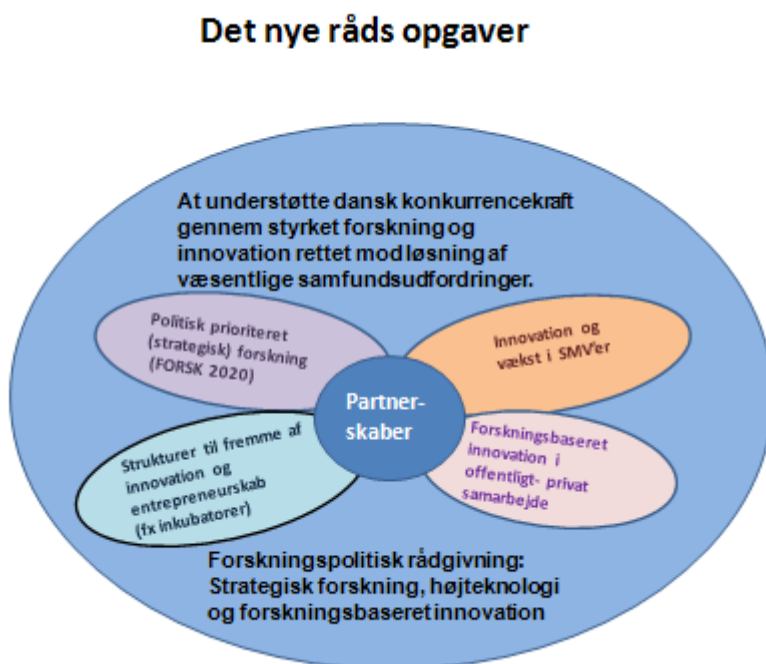 Det nye råds opgaver
At understøtte dansk konkurrencekraft
gennem styrket forskning og
innovation rettet mod løsning af
væsentlige samfundsudfordringer.
Politisk prioriteret
(strategisk) forskning
(FORSK 2020)
Innovation og
vækst i SMV'er
Partner-
skaber
Strukturer til fremme af
innovation og
entrepreneurskab
(fx inkubatorer)
Forskningsbaseret
innovation i
offentligt- privat
samarbejde
Forskningspolitisk rådgivning:
Strategisk forskning, højteknologi
og forskningsbaseret innovation